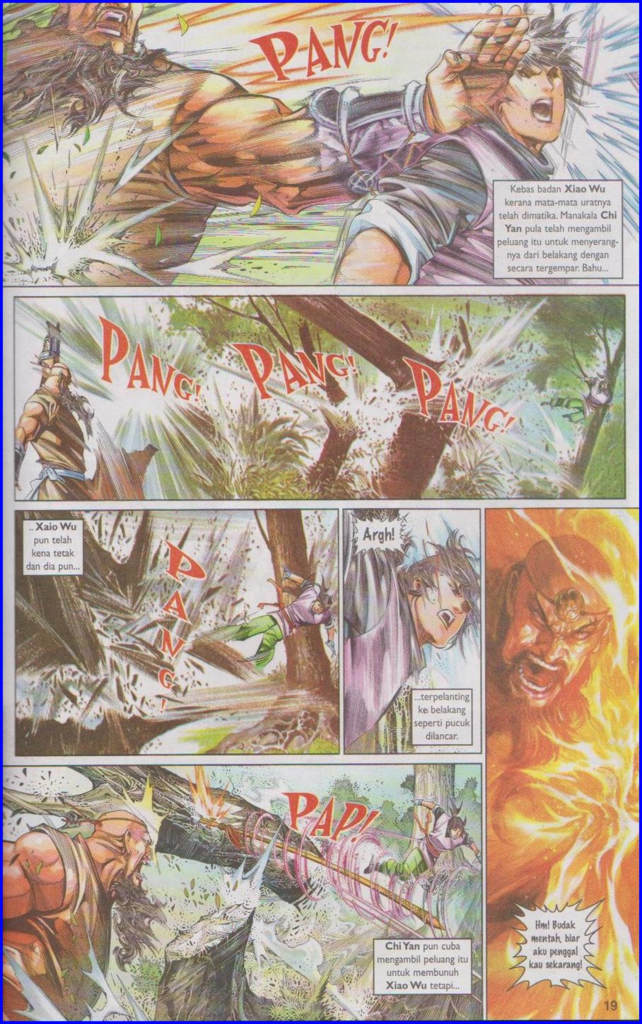 PANG!
Kebas badan Xiao Wu
kerana mata-mata uratnya
telah dimatika. Manakala Chi
Yan pula telah mengambil
peluang itu untuk menyerang-
nya dari belakang dengan
secara tergempar. Bahu...
PANG!
PANG!
PANG!
.. Xaio Wu
pun telah
kena tetak
dan dia pun...
PANG!
Argh!
...terpelanting
ke belakang
seperti pucuk
dilancar.
PAP!
Chi Yan pun cuba
mengambil peluang itu
untuk membunuh
Xiao Wu tetapi...
Hm! Budak
mentah, biar
aku penggal
kau sekarang!
19